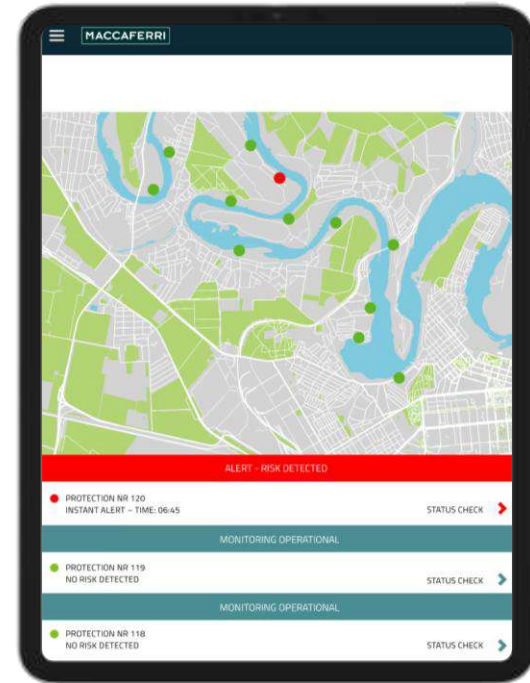 MACCAFERRI
ALERT - RISK DETECTED
PROTECTION NR 120
INSTANT ALERT – TIME: 06:45
STATUS CHECK
MONITORING OPERATIONAL
PROTECTION NR 119
NO RISK DETECTED
STATUS CHECK
MONITORING OPERATIONAL
PROTECTION NR 118
NO RISK DETECTED
STATUS CHECK